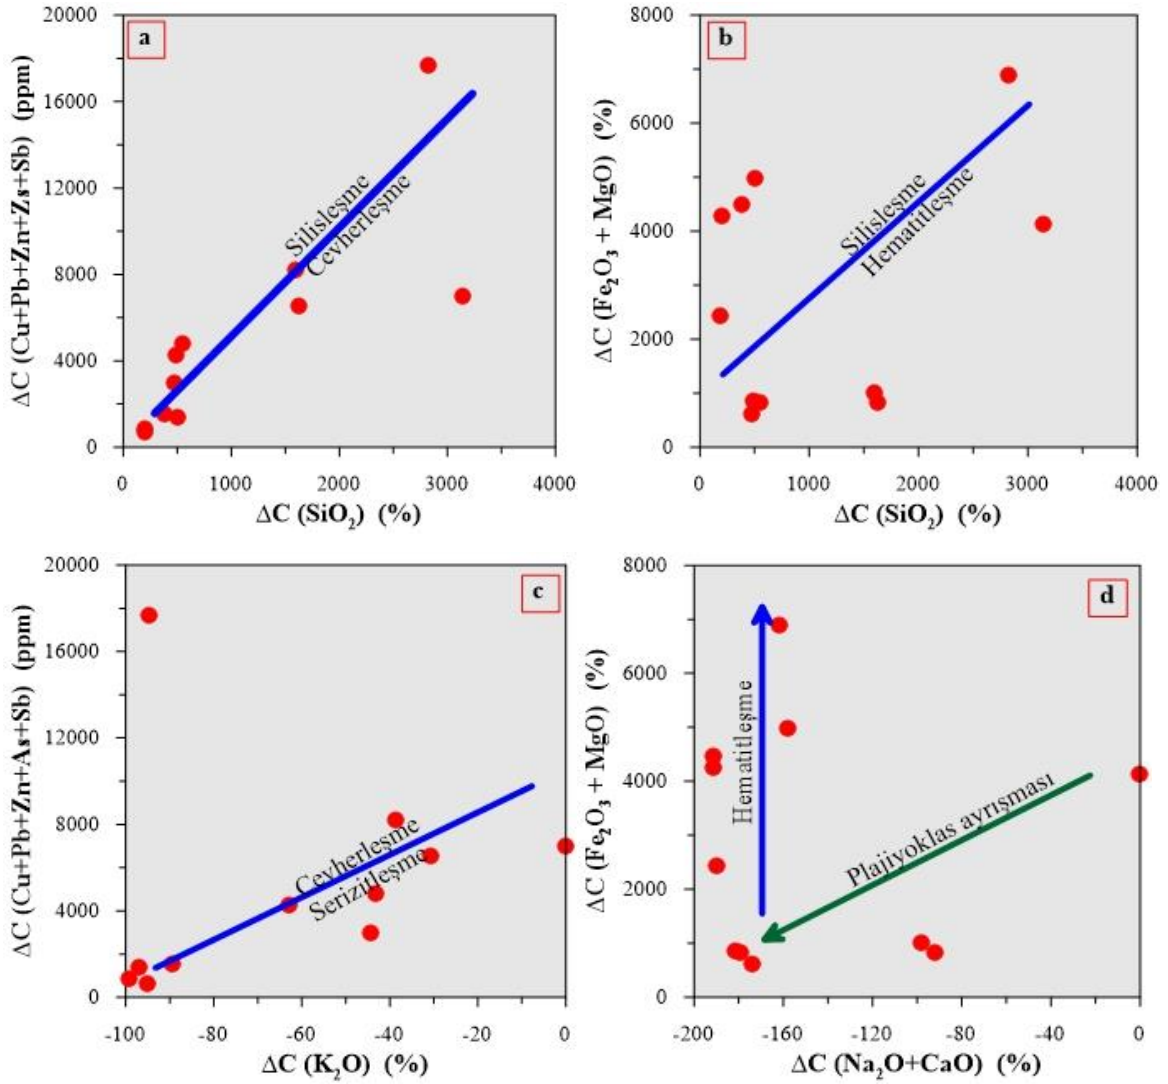 a
20000
16000
12000
8000
4000
0
ΔC (Cu+Pb+Zn+Zs+Sb) (ppm)
Silisleşme
Cevherleşme
0 1000 2000 3000 4000
ΔC (SiO₂) (%)
b
8000
6000
4000
2000
0
ΔC (Fe₂O₃ + MgO) (%)
Silisleşme
Hematitleşme
0 1000 2000 3000 4000
ΔC (SiO₂) (%)
c
20000
16000
12000
8000
4000
0
ΔC (Cu+Pb+Zn+As+Sb) (ppm)
Cevherleşme
Serizitleşme
-100 -80 -60 -40 -20 0
ΔC (K₂O) (%)
d
8000
6000
4000
2000
0
ΔC (Fe₂O₃ + MgO) (%)
Hematitleşme
Plajiyoklas ayrışması
-200 -160 -120 -80 -40 0
ΔC (Na₂O+CaO) (%)